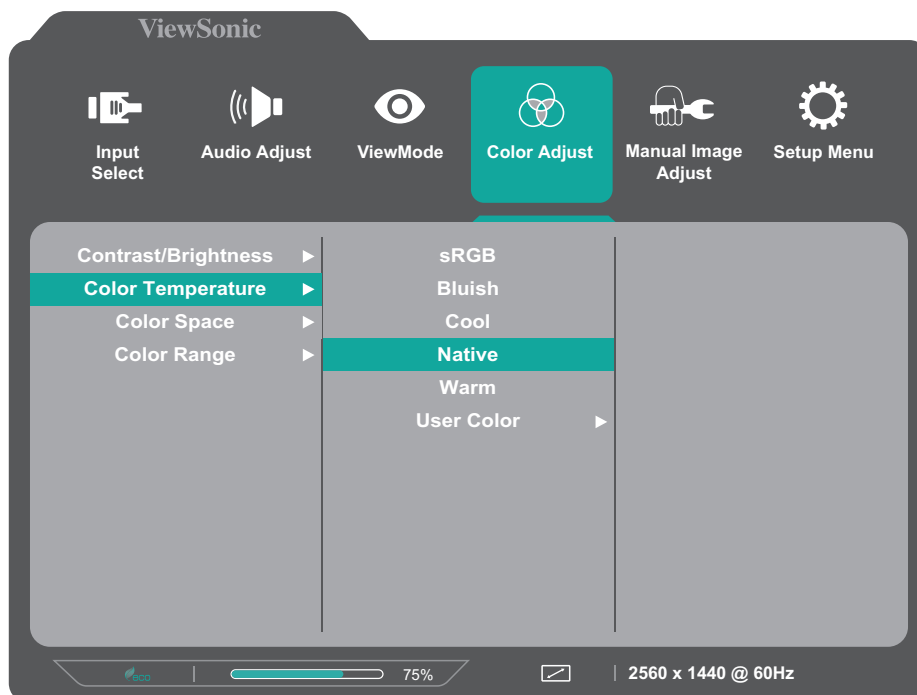 ViewSonic
Input
Select
Audio Adjust
ViewMode
Color Adjust
Manual Image
Adjust
Setup Menu
Contrast/Brightness
Color Temperature
Color Space
Color Range
sRGB
Bluish
Cool
Native
Warm
User Color
eco
75%
2560 x 1440 @ 60Hz